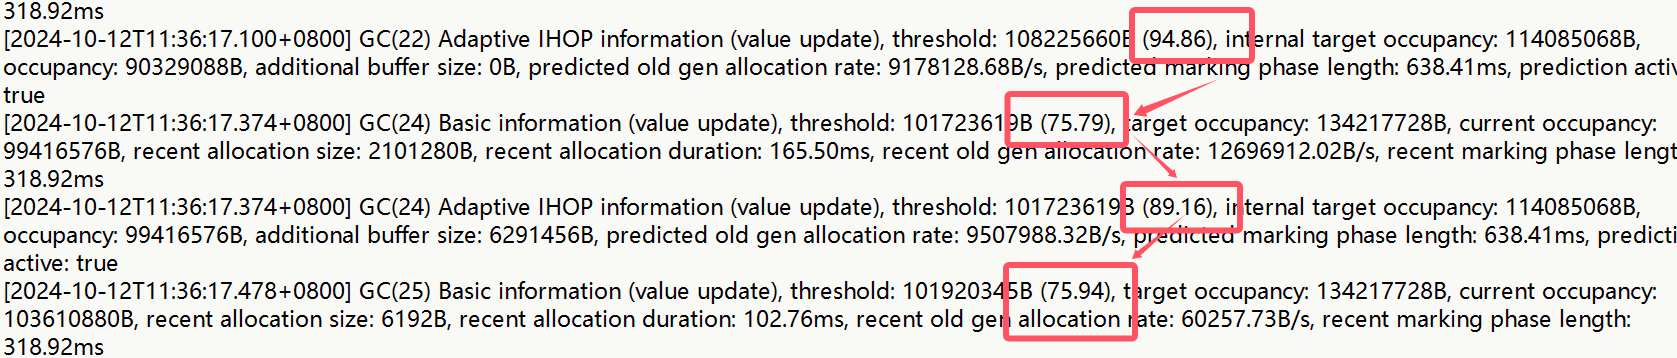 318.92ms
[2024-10-12T11:36:17.100+0800] GC(22) Adaptive IHOP information (value update), threshold: 108225660B (94.86), internal target occupancy: 114085068B,
occupancy: 90329088B, additional buffer size: 0B, predicted old gen allocation rate: 9178128.68B/s, predicted marking phase length: 638.41ms, prediction activ
true
[2024-10-12T11:36:17.374+0800] GC(24) Basic information (value update), threshold: 101723619B (75.79), target occupancy: 134217728B, current occupancy:
99416576B, recent allocation size: 2101280B, recent allocation duration: 165.50ms, recent old gen allocation rate: 12696912.02B/s, recent marking phase lengt
318.92ms
[2024-10-12T11:36:17.374+0800] GC(24) Adaptive IHOP information (value update), threshold: 101723619B (89.16), internal target occupancy: 114085068B,
occupancy: 99416576B, additional buffer size: 6291456B, predicted old gen allocation rate: 9507988.32B/s, predicted marking phase length: 638.41ms, predicti
active: true
[2024-10-12T11:36:17.478+0800] GC(25) Basic information (value update), threshold: 101920345B (75.94), target occupancy: 134217728B, current occupancy:
103610880B, recent allocation size: 6192B, recent allocation duration: 102.76ms, recent old gen allocation rate: 60257.73B/s, recent marking phase length:
318.92ms